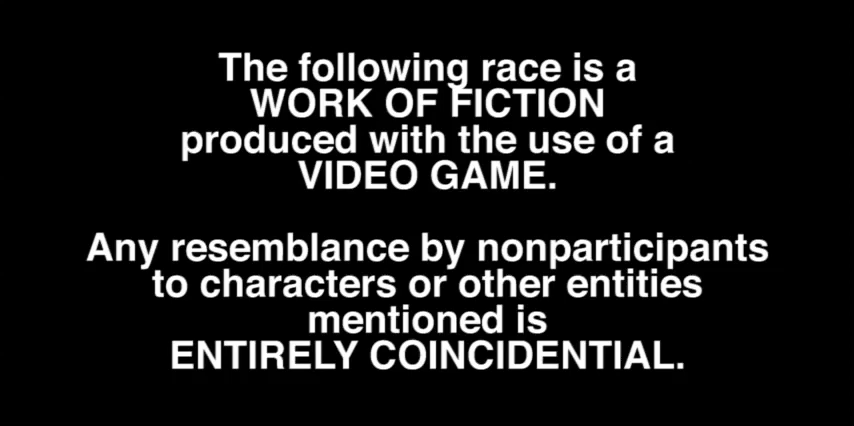 The following race is a
WORK OF FICTION
produced with the use of a
VIDEO GAME.
Any resemblance by nonparticipants
to characters or other entities
mentioned is
ENTIRELY COINCIDENTIAL.